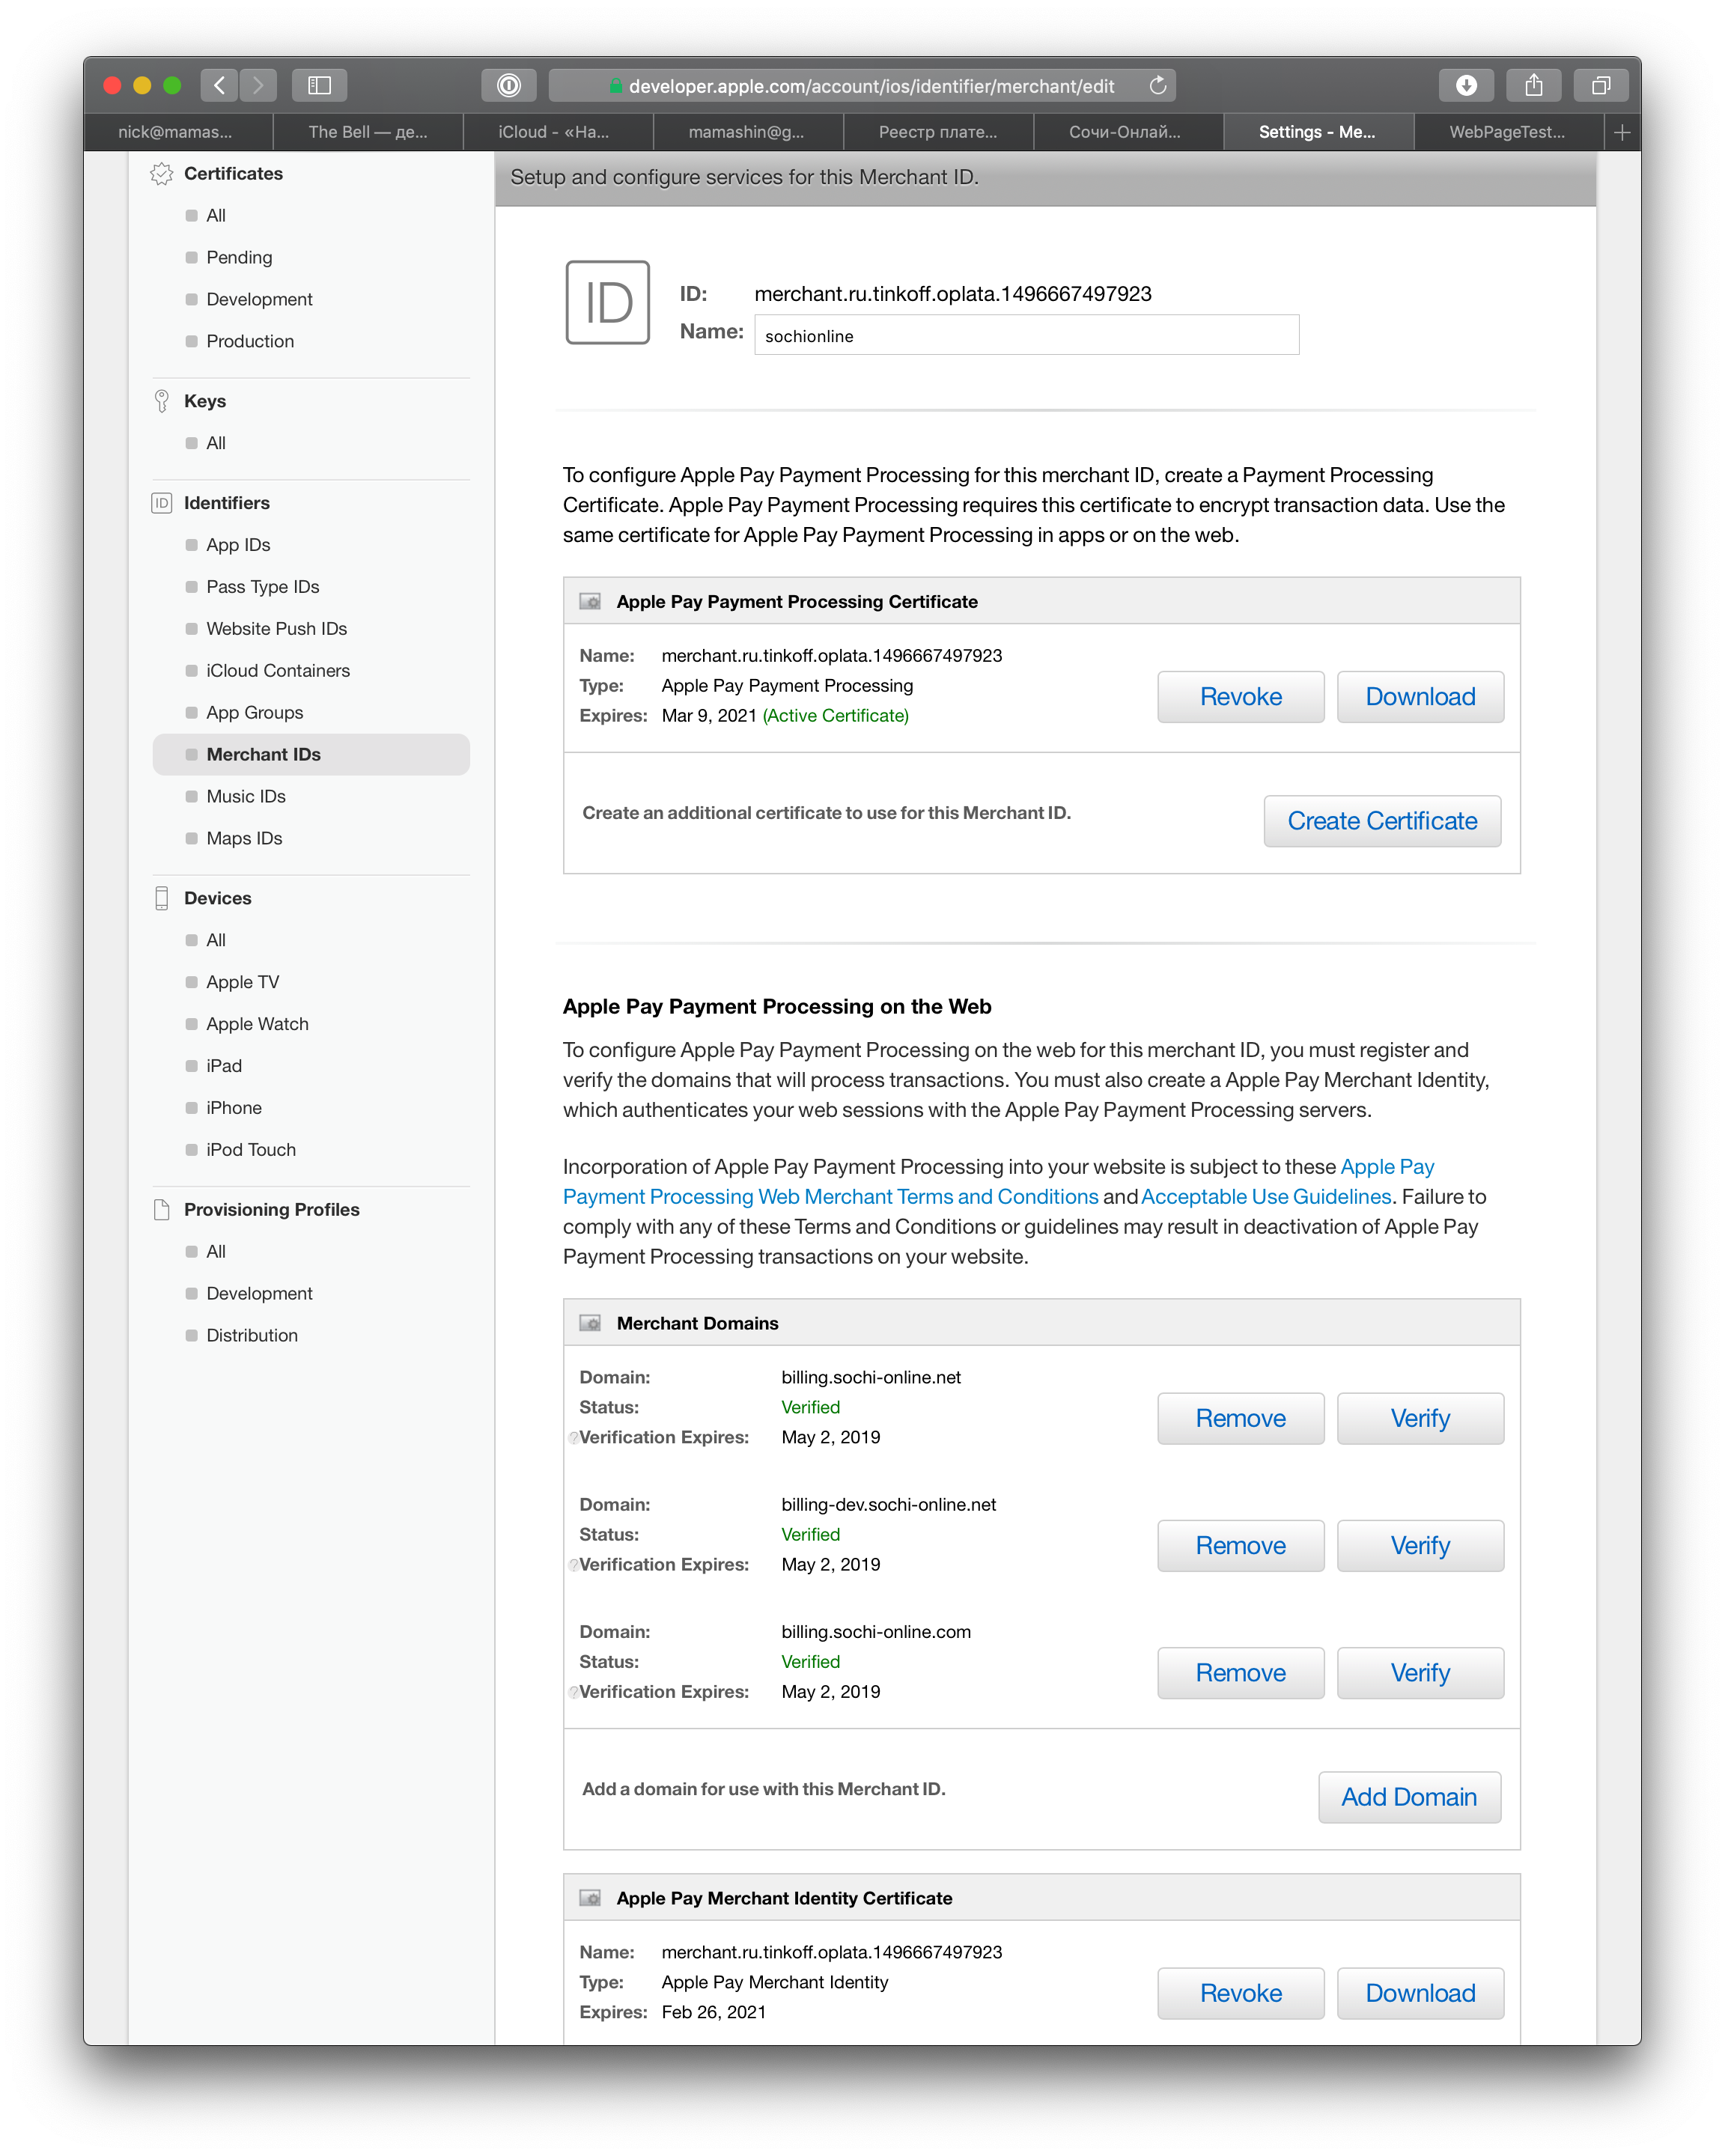 developer.apple.com/account/ios/identifier/merchant/edit
nick@mamas...
The Bell — де...
iCloud - «На...
mamashin@g...
Реестр плате...
Сочи-Онлай...
Settings - Me...
WebPageTest...
Certificates
All
Pending
Development
Production
Keys
All
ID Identifiers
App IDs
Pass Type IDs
Website Push IDs
iCloud Containers
App Groups
Merchant IDs
Music IDs
Maps IDs
Devices
All
Apple TV
Apple Watch
iPad
iPhone
iPod Touch
Provisioning Profiles
All
Development
Distribution
Setup and configure services for this Merchant ID.
ID
ID: merchant.ru.tinkoff.oplata.1496667497923
Name: sochionline
To configure Apple Pay Payment Processing for this merchant ID, create a Payment Processing
Certificate. Apple Pay Payment Processing requires this certificate to encrypt transaction data. Use the
same certificate for Apple Pay Payment Processing in apps or on the web.
Apple Pay Payment Processing Certificate
Name: merchant.ru.tinkoff.oplata.1496667497923
Type: Apple Pay Payment Processing
Expires: Mar 9, 2021 (Active Certificate)
Revoke
Download
Create an additional certificate to use for this Merchant ID.
Create Certificate
Apple Pay Payment Processing on the Web
To configure Apple Pay Payment Processing on the web for this merchant ID, you must register and
verify the domains that will process transactions. You must also create a Apple Pay Merchant Identity,
which authenticates your web sessions with the Apple Pay Payment Processing servers.
Incorporation of Apple Pay Payment Processing into your website is subject to these Apple Pay
Payment Processing Web Merchant Terms and Conditions and Acceptable Use Guidelines. Failure to
comply with any of these Terms and Conditions or guidelines may result in deactivation of Apple Pay
Payment Processing transactions on your website.
Merchant Domains
Domain: billing.sochi-online.net
Status: Verified
Verification Expires: May 2, 2019
Remove
Verify
Domain: billing-dev.sochi-online.net
Status: Verified
Verification Expires: May 2, 2019
Remove
Verify
Domain: billing.sochi-online.com
Status: Verified
Verification Expires: May 2, 2019
Remove
Verify
Add a domain for use with this Merchant ID.
Add Domain
Apple Pay Merchant Identity Certificate
Name: merchant.ru.tinkoff.oplata.1496667497923
Type: Apple Pay Merchant Identity
Expires: Feb 26, 2021
Revoke
Download